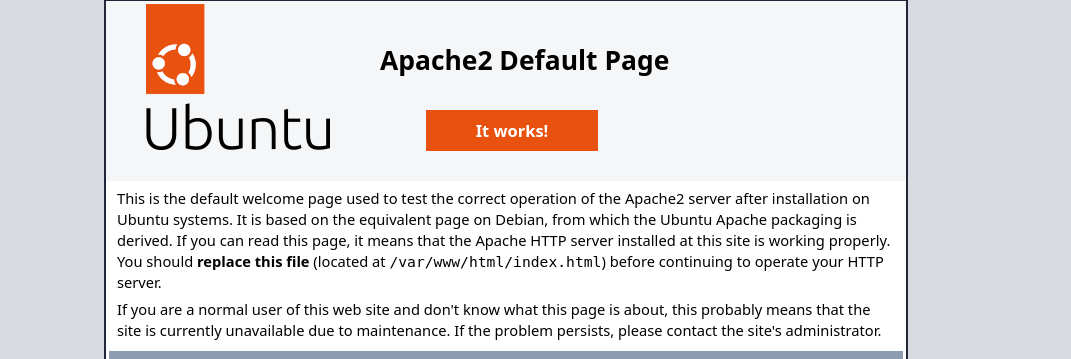 Apache2 Default Page
Ubuntu
It works!
This is the default welcome page used to test the correct operation of the Apache2 server after installation on
Ubuntu systems. It is based on the equivalent page on Debian, from which the Ubuntu Apache packaging is
derived. If you can read this page, it means that the Apache HTTP server installed at this site is working properly.
You should replace this file (located at /var/www/html/index.html) before continuing to operate your HTTP
server.
If you are a normal user of this web site and don't know what this page is about, this probably means that the
site is currently unavailable due to maintenance. If the problem persists, please contact the site's administrator.